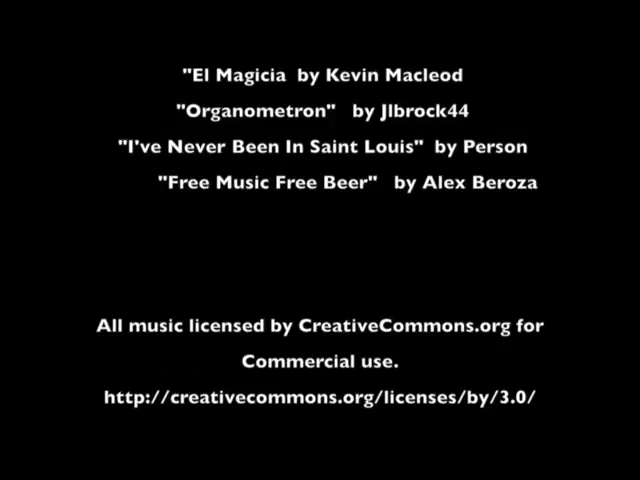 "El Magicia  by Kevin Macleod
"Organometron"   by Jlbrock44
"I've Never Been In Saint Louis"  by Person
"Free Music Free Beer"   by Alex Beroza
All music licensed by CreativeCommons.org for
Commercial use.
http://creativecommons.org/licenses/by/3.0/